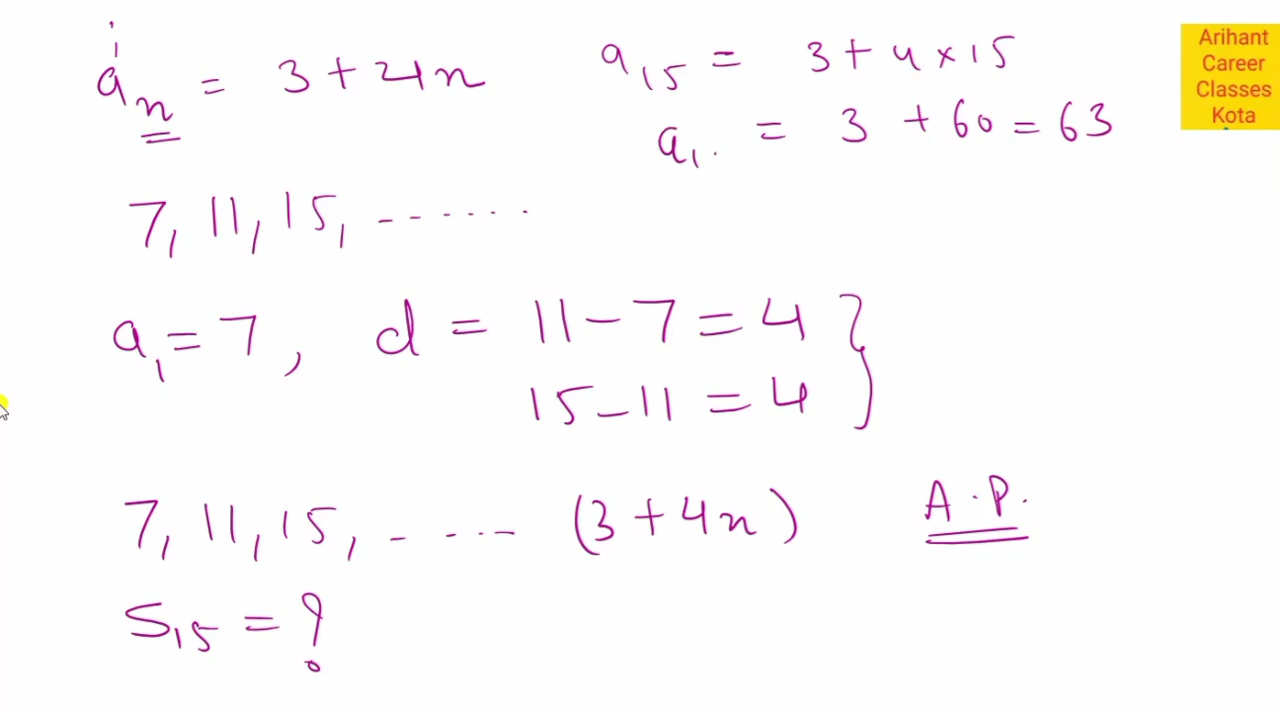 aₙ = 3 + 4n
a₁₅ = 3 + 4 × 15
a₁. = 3 + 60 = 63
Arihant
Career
Classes
Kota
7, 11, 15, -------
a₁ = 7, d = 11 - 7 = 4 }
15 - 11 = 4
7, 11, 15, ----- (3 + 4n) A.P.
S₁₅ = ?